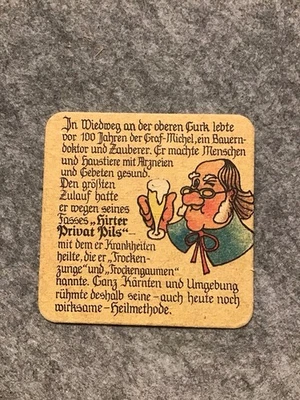 In Wiedweg an der oberen Gurk lebte
vor 100 Jahren der Graf-Michel, ein Bauern-
doktor und Zauberer. Er machte Menschen
und Haustiere mit Arzneien
und Gebeten gesund.
Den größten
Zulauf hatte
er wegen seines
Fasses „Hirter
Privat Pils“–
mit dem er Krankheiten
heilte, die er „Trocken-
zunge“ und „Trockengaumen“
nannte. Ganz Kärnten und Umgebung
rühmte deshalb seine - auch heute noch
wirksame - Heilmethode.